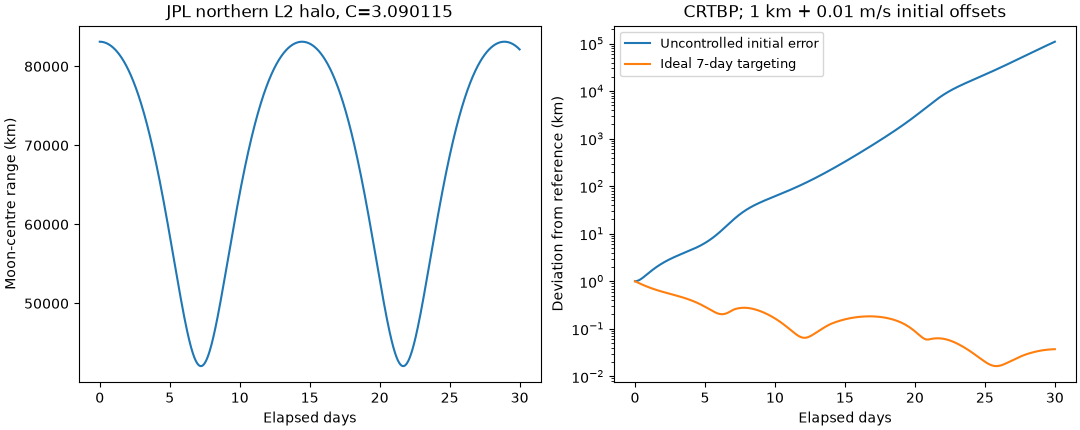 JPL northern L2 halo, C=3.090115
Moon-centre range (km)
80000
70000
60000
50000
0 5 10 15 20 25 30
Elapsed days
CRTBP; 1 km + 0.01 m/s initial offsets
Uncontrolled initial error
Ideal 7-day targeting
Deviation from reference (km)
10⁵
10⁴
10³
10²
10¹
10⁰
10⁻¹
10⁻²
0 5 10 15 20 25 30
Elapsed days